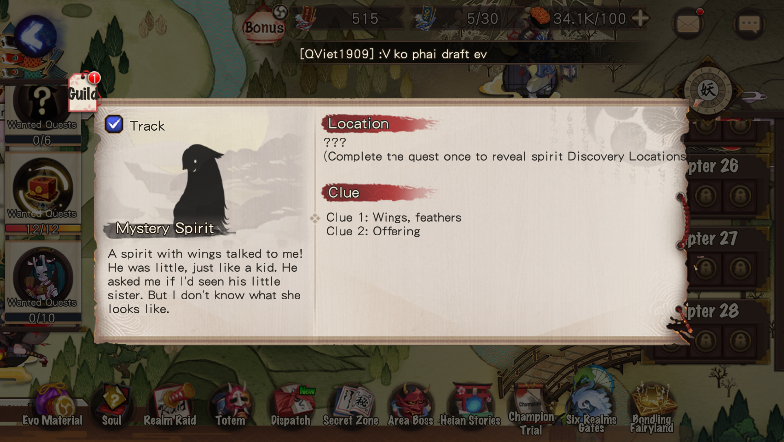 Bonus
515
5/30
34.1K/100
[QViet1909] :V ko phai draft ev
Guild
Wanted Quests
0/6
Wanted Quests
12/12
Wanted Quests
0/10
Track
Mystery Spirit
A spirit with wings talked to me!
He was little, just like a kid. He
asked me if I'd seen his little
sister. But I don't know what she
looks like.
Location
???
(Complete the quest once to reveal spirit Discovery Locations
Clue
Clue 1: Wings, feathers
Clue 2: Offering
妖
pter 26
pter 27
pter 28
Evo Material
Soul
Realm Raid
Totem
New
Dispatch
Secret Zone
Area Boss
Heian Stories
Champion
Trial
Six Realms
Gates
Bonding
Fairyland